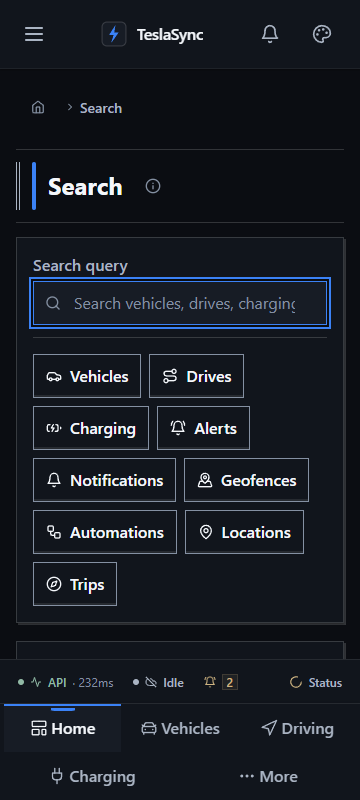 TeslaSync
Search
Search
Search query
Search vehicles, drives, charging
Vehicles
Drives
Charging
Alerts
Notifications
Geofences
Automations
Locations
Trips
API · 232ms
Idle
2
Status
Home
Vehicles
Driving
Charging
More